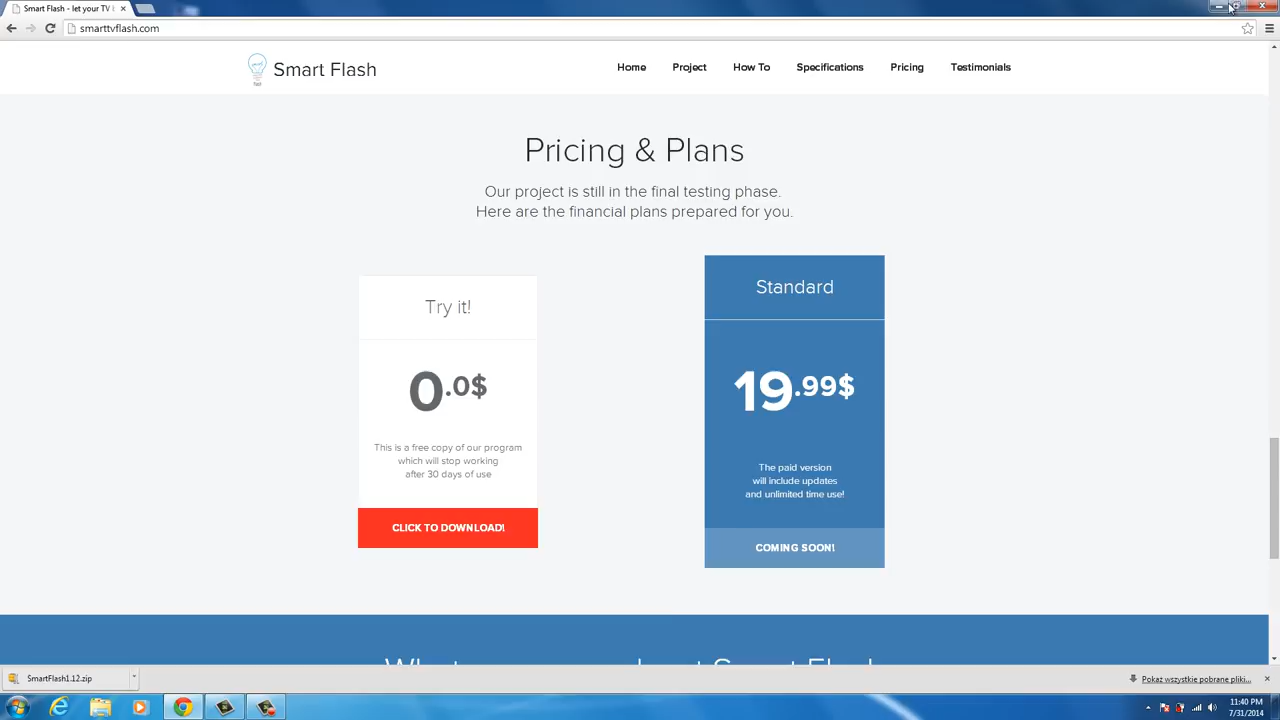 Smart Flash - let your TV
smarttvflash.com
Smart Flash
Home Project How To Specifications Pricing Testimonials
Pricing & Plans
Our project is still in the final testing phase.
Here are the financial plans prepared for you.
Try it!
0.0$
This is a free copy of our program
which will stop working
after 30 days of use
CLICK TO DOWNLOAD!
Standard
19.99$
The paid version
will include updates
and unlimited time use!
COMING SOON!
SmartFlash1.12.zip
Pokaż wszystkie pobrane pliki...
11:40 PM
7/31/2014